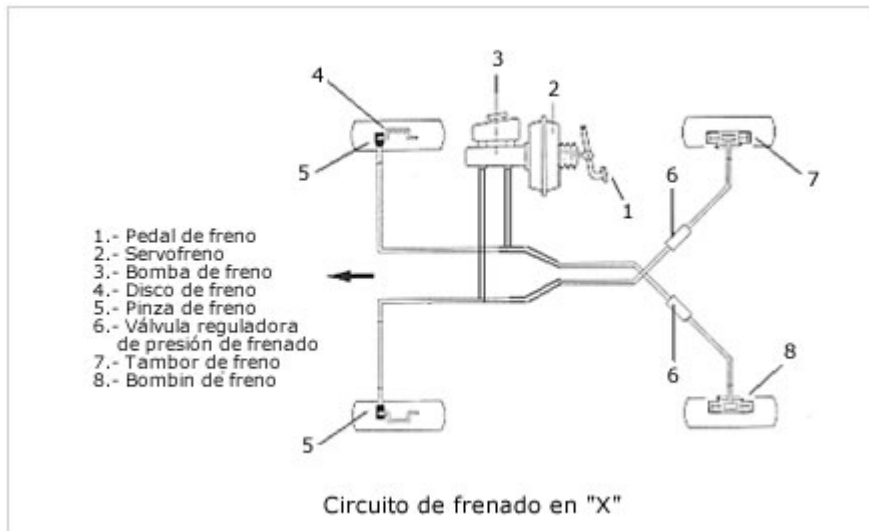 3
4
2
5
6
7
1
1.- Pedal de freno
2.- Servofreno
3.- Bomba de freno
4.- Disco de freno
5.- Pinza de freno
6.- Válvula reguladora
de presión de frenado
7.- Tambor de freno
8.- Bombin de freno
6
8
5
Circuito de frenado en "X"